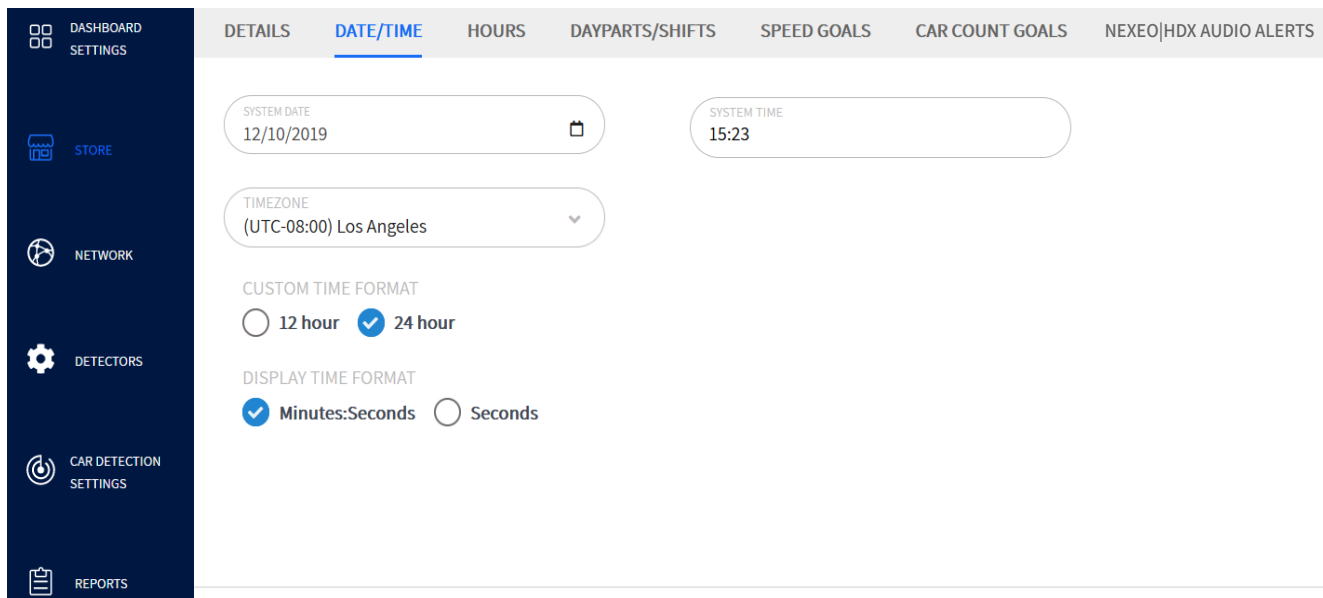 DASHBOARD
SETTINGS
STORE
NETWORK
DETECTORS
CAR DETECTION
SETTINGS
REPORTS
DETAILS DATE/TIME HOURS DAYPARTS/SHIFTS SPEED GOALS CAR COUNT GOALS NEXEO|HDX AUDIO ALERTS
SYSTEM DATE
12/10/2019
SYSTEM TIME
15:23
TIMEZONE
(UTC-08:00) Los Angeles
CUSTOM TIME FORMAT
12 hour 24 hour
DISPLAY TIME FORMAT
Minutes:Seconds Seconds